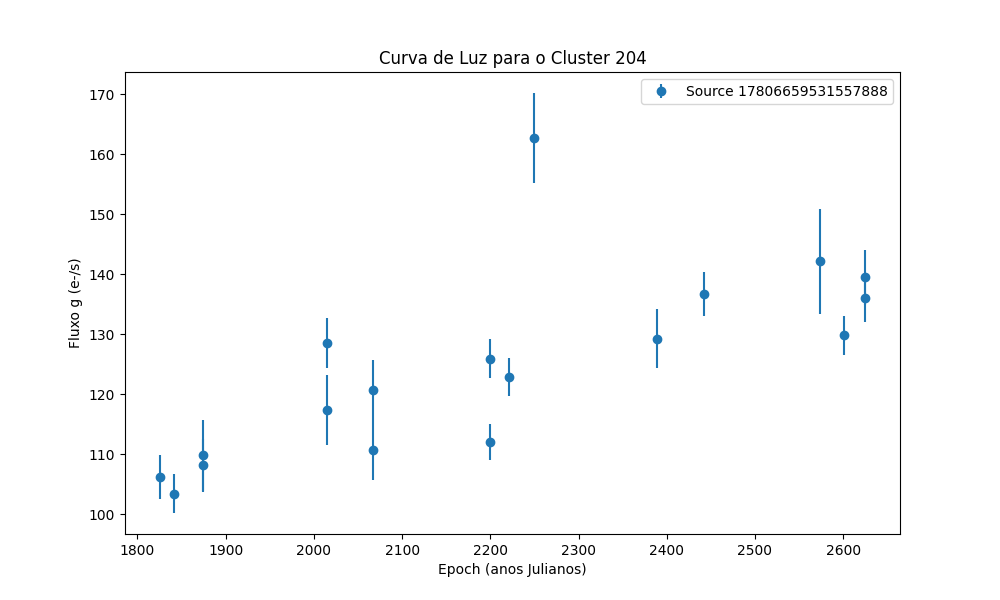 Curva de Luz para o Cluster 204
Source 17806659531557888
170
160
150
140
130
120
110
100
Fluxo g (e-/s)
1800 1900 2000 2100 2200 2300 2400 2500 2600
Epoch (anos Julianos)